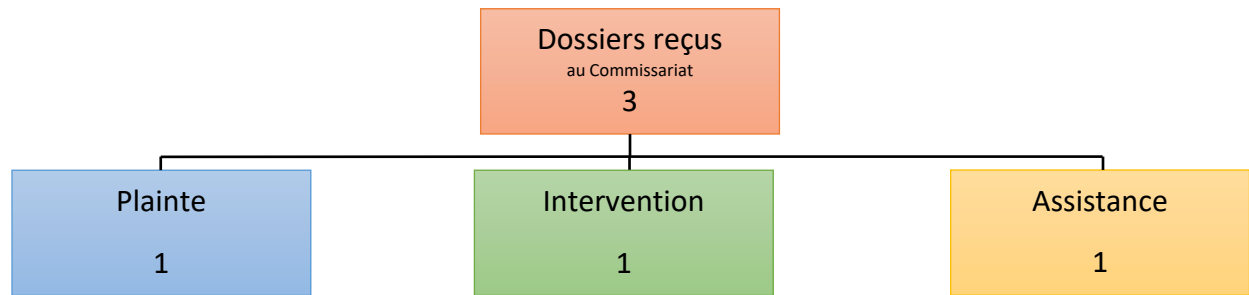 Dossiers reçus
au Commissariat
3
Plainte
1
Intervention
1
Assistance
1